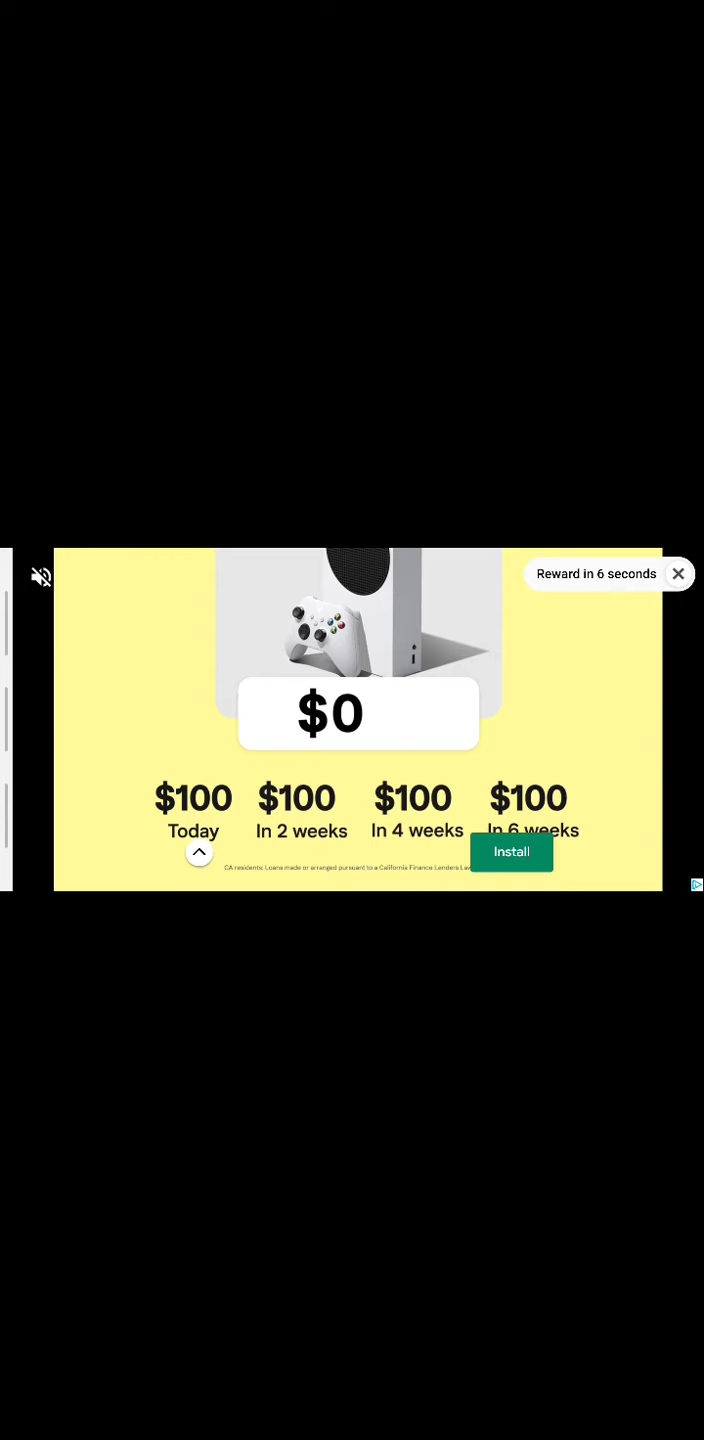 Reward in 6 seconds
$0
$100 $100 $100 $100
Today In 2 weeks In 4 weeks In 6 weeks
Install
CA residents: Loans made or arranged pursuant to a California Finance Lenders